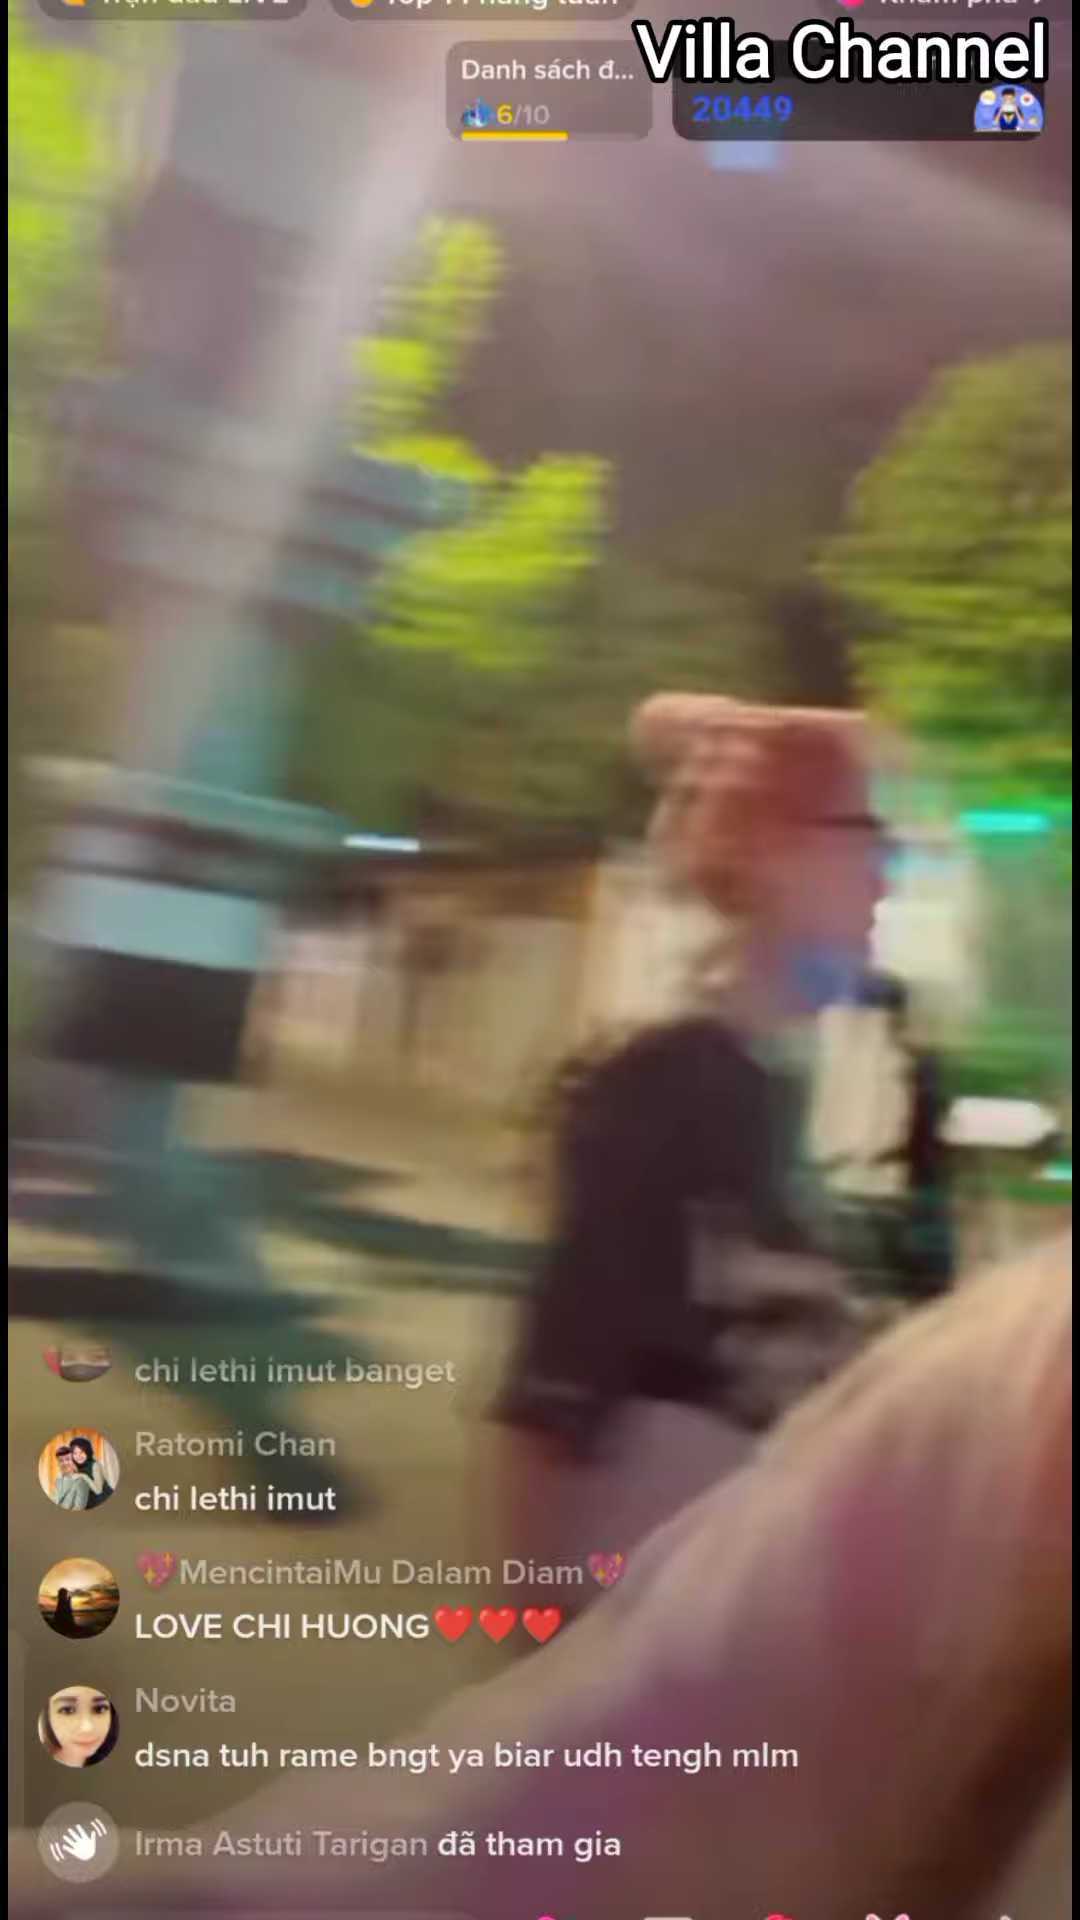 Villa Channel
Danh sách đ...
6/10
20449
chi lethi imut banget
Ratomi Chan
chi lethi imut
💖MencintaiMu Dalam Diam💖
LOVE CHI HUONG❤️❤️❤️
Novita
dsna tuh rame bngt ya biar udh tengh mlm
Irma Astuti Tarigan đã tham gia